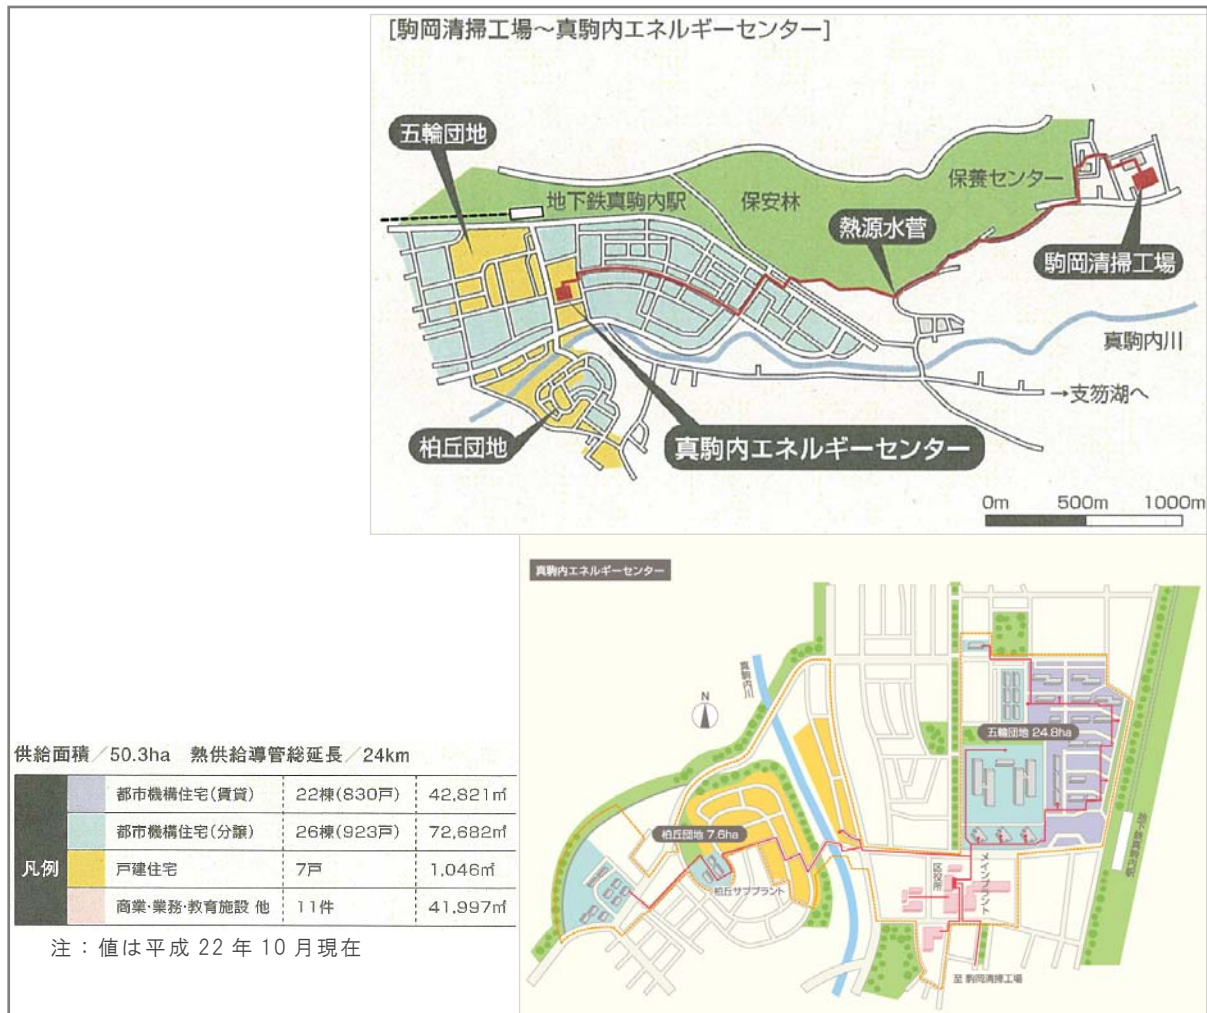 [駒岡清掃工場～真駒内エネルギーセンター]
五輪団地
地下鉄真駒内駅
保安林
保養センター
熱源水菅
駒岡清掃工場
真駒内川
→支笏湖へ
柏丘団地
真駒内エネルギーセンター
0m 500m 1000m
真駒内エネルギーセンター
真駒内川
N
五輪団地 24.8ha
柏丘団地 7.6ha
柏丘サブプラント
区役所
メインプラント
至 駒岡清掃工場
供給面積／50.3ha 熱供給導管総延長／24km
凡例
都市機構住宅(賃貸) 22棟(830戸) 42,821㎡
都市機構住宅(分譲) 26棟(923戸) 72,682㎡
戸建住宅 7戸 1,046㎡
商業・業務・教育施設 他 11件 41,997㎡
注：値は平成 22 年 10 月現在